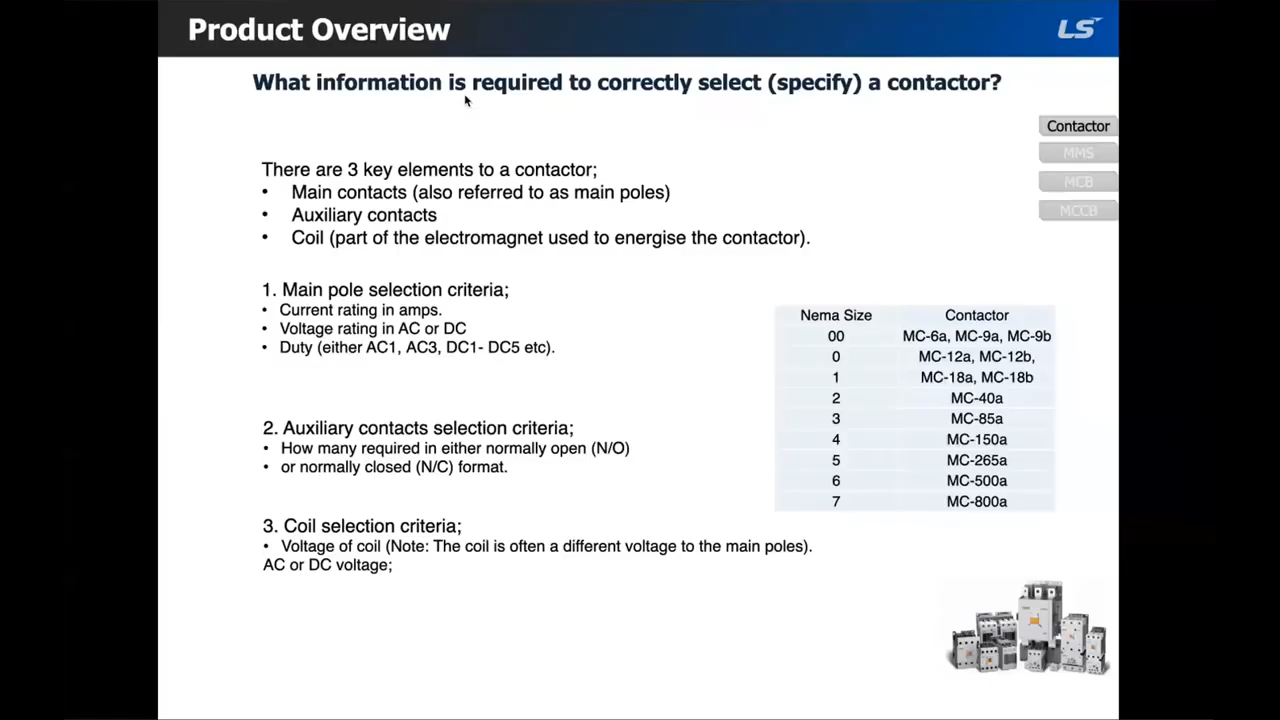 Product Overview
LS
What information is required to correctly select (specify) a contactor?
Contactor
MMS
MCB
MCCB
There are 3 key elements to a contactor;
• Main contacts (also referred to as main poles)
• Auxiliary contacts
• Coil (part of the electromagnet used to energise the contactor).
1. Main pole selection criteria;
• Current rating in amps.
• Voltage rating in AC or DC
• Duty (either AC1, AC3, DC1- DC5 etc).
2. Auxiliary contacts selection criteria;
• How many required in either normally open (N/O)
• or normally closed (N/C) format.
3. Coil selection criteria;
• Voltage of coil (Note: The coil is often a different voltage to the main poles).
AC or DC voltage;
Nema Size Contactor
00 MC-6a, MC-9a, MC-9b
0 MC-12a, MC-12b,
1 MC-18a, MC-18b
2 MC-40a
3 MC-85a
4 MC-150a
5 MC-265a
6 MC-500a
7 MC-800a